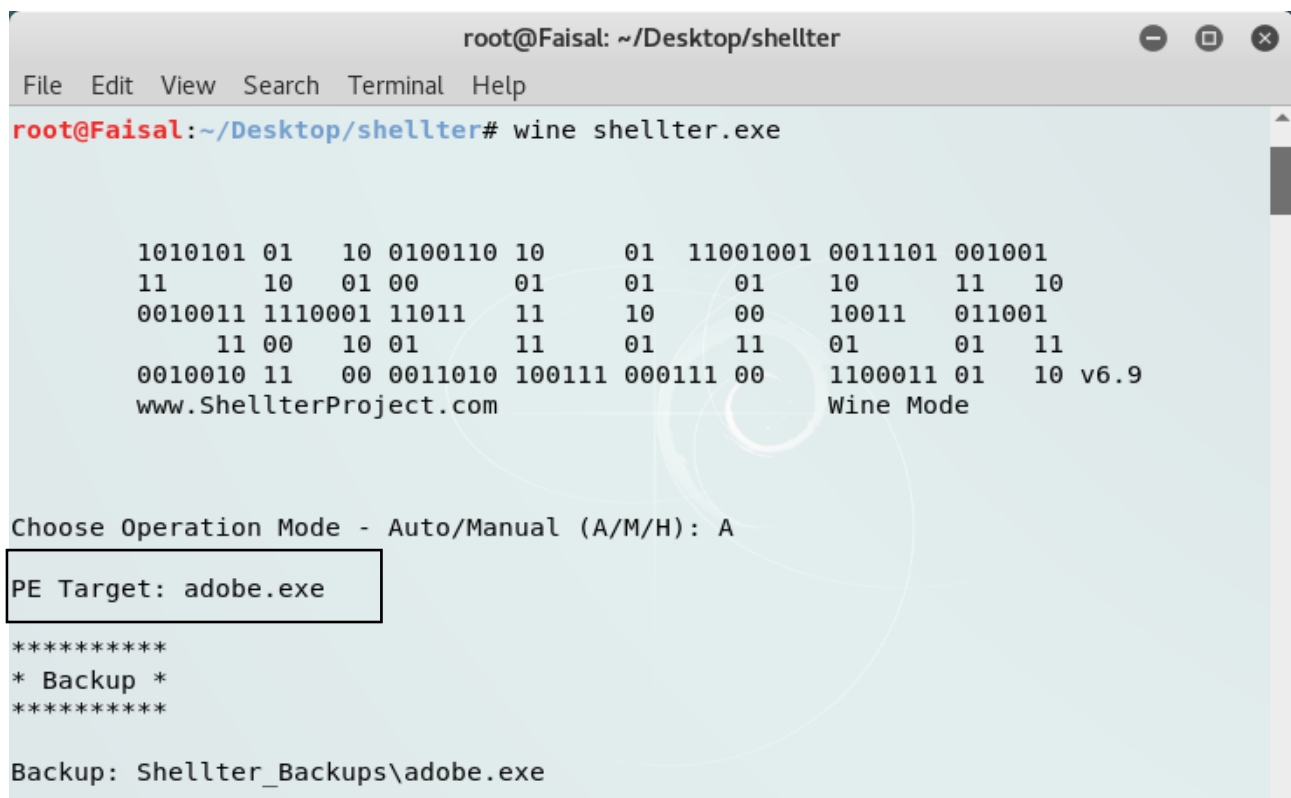 root@Faisal: ~/Desktop/shellter
File Edit View Search Terminal Help
root@Faisal:~/Desktop/shellter# wine shellter.exe
1010101 01   10 0100110 10     01  11001001 0011101 001001
11      10  01 00      01     01     01     10      11  10
0010011 1110001 11011   11     10     00     10011   011001
11 00   10 01      11     01     11     01      01  11
0010010 11   00 0011010 100111 000111 00     1100011 01   10 v6.9
www.ShellterProject.com                     Wine Mode
Choose Operation Mode - Auto/Manual (A/M/H): A
PE Target: adobe.exe
**********
* Backup *
**********
Backup: Shellter_Backups\adobe.exe